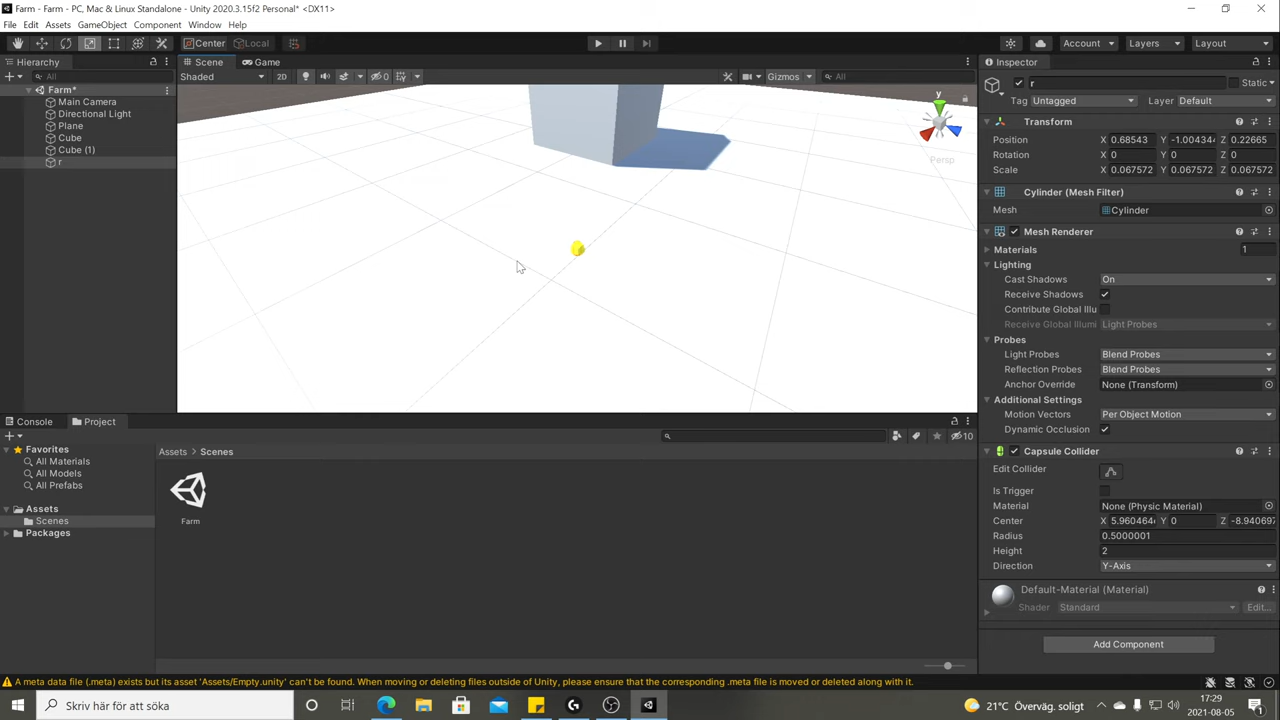 Farm - Farm - PC, Mac & Linux Standalone - Unity 2020.3.15f2 Personal* <DX11>
File Edit Assets GameObject Component Window Help
Center Local Account Layers Layout
Hierarchy Scene Game Inspector
All Shaded 2D 0 Gizmos All r Static
Farm* Tag Untagged Layer Default
Main Camera
Directional Light
Plane
Cube
Cube (1)
r
y
Persp
Transform
Position X 0.68543 Y -1.004344 Z 0.22665
Rotation X 0 Y 0 Z 0
Scale X 0.067572 Y 0.067572 Z 0.067572
Cylinder (Mesh Filter)
Mesh Cylinder
Mesh Renderer
Materials 1
Lighting
Cast Shadows On
Receive Shadows
Contribute Global Illu
Receive Global Illumi Light Probes
Probes
Light Probes Blend Probes
Reflection Probes Blend Probes
Anchor Override None (Transform)
Additional Settings
Motion Vectors Per Object Motion
Dynamic Occlusion
Capsule Collider
Edit Collider
Is Trigger
Material None (Physic Material)
Center X 5.960464 Y 0 Z -8.940697
Radius 0.5000001
Height 2
Direction Y-Axis
Default-Material (Material)
Shader Standard Edit...
Add Component
Console Project
10
Favorites
All Materials
All Models
All Prefabs
Assets
Scenes
Packages
Assets > Scenes
Farm
A meta data file (.meta) exists but its asset 'Assets/Empty.unity' can't be found. When moving or deleting files outside of Unity, please ensure that the corresponding .meta file is moved or deleted along with it.
Skriv här för att söka
21°C Överväg. soligt
17:29
2021-08-05